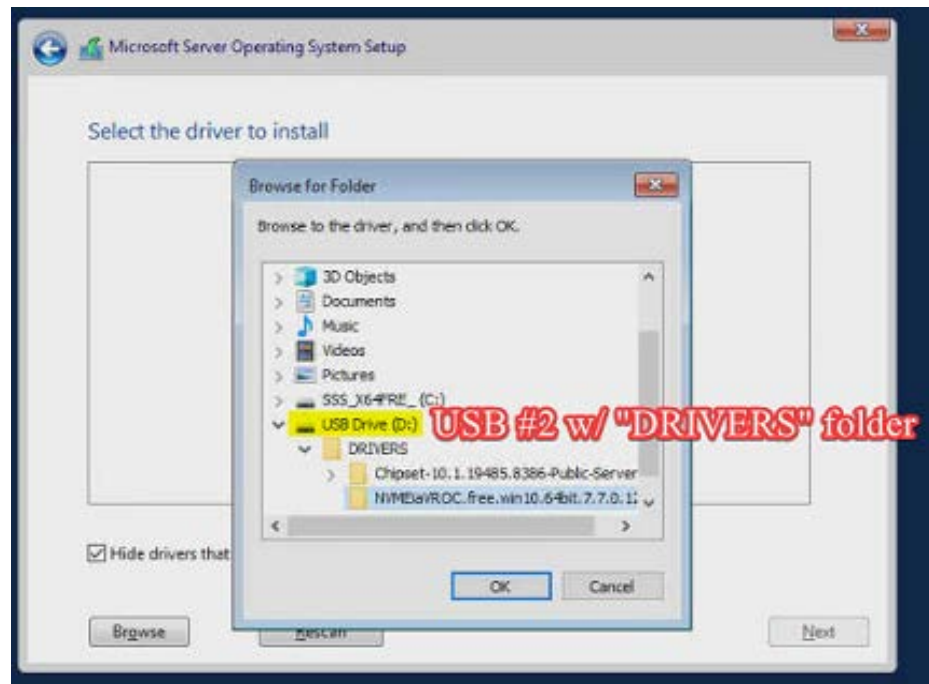 Microsoft Server Operating System Setup
Select the driver to install
Browse for Folder
Browse to the driver, and then click OK.
3D Objects
Documents
Music
Videos
Pictures
SSS_X64FRE_ (C:)
USB Drive (D:)
USB #2 w/ "DRIVERS" folder
DRIVERS
Chipset-10.1.19485.8386-Public-Server
NVMEiaVROC.free.win10.64bit.7.7.0.1
Hide drivers that
OK Cancel
Browse Rescan Next